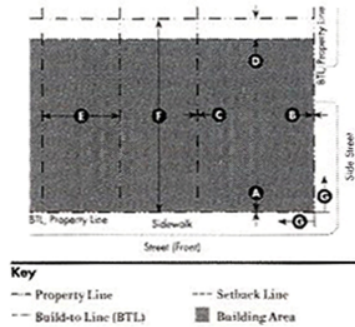 BTL, Property Line
D
E
F
C
B
A
G
G
Side Street
BTL, Property Line
Sidewalk
Street (Front)
Key
Property Line
Setback Line
Build-to Line (BTL)
Building Area